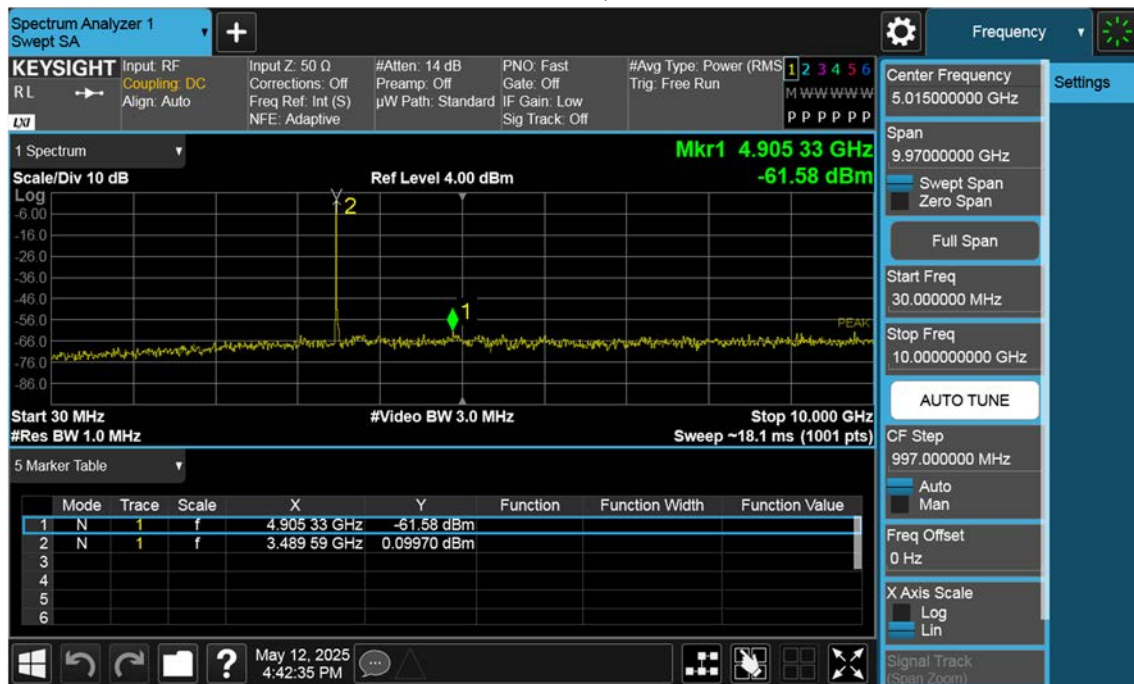 Spectrum Analyzer 1
Swept SA
Frequency
KEYSIGHT
RL
LXI
Input: RF
Coupling: DC
Align: Auto
Input Z: 50 Ω
Corrections: Off
Freq Ref: Int (S)
NFE: Adaptive
#Atten: 14 dB
Preamp: Off
µW Path: Standard
PNO: Fast
Gate: Off
IF Gain: Low
Sig Track: Off
#Avg Type: Power (RMS
Trig: Free Run
1 2 3 4 5 6
M W W W W W
P P P P P P
1 Spectrum
Scale/Div 10 dB
Ref Level 4.00 dBm
Mkr1 4.905 33 GHz
-61.58 dBm
Log
-6.00
-16.0
-26.0
-36.0
-46.0
-56.0
-66.0
-76.0
-86.0
2
1
PEAK
Start 30 MHz
#Video BW 3.0 MHz
Stop 10.000 GHz
#Res BW 1.0 MHz
Sweep ~18.1 ms (1001 pts)
5 Marker Table
Mode Trace Scale X Y Function Function Width Function Value
1 N 1 f 4.905 33 GHz -61.58 dBm
2 N 1 f 3.489 59 GHz 0.09970 dBm
3
4
5
6
May 12, 2025
4:42:35 PM
Center Frequency
5.015000000 GHz
Settings
Span
9.97000000 GHz
Swept Span
Zero Span
Full Span
Start Freq
30.000000 MHz
Stop Freq
10.000000000 GHz
AUTO TUNE
CF Step
997.000000 MHz
Auto
Man
Freq Offset
0 Hz
X Axis Scale
Log
Lin
Signal Track
(Span Zoom)